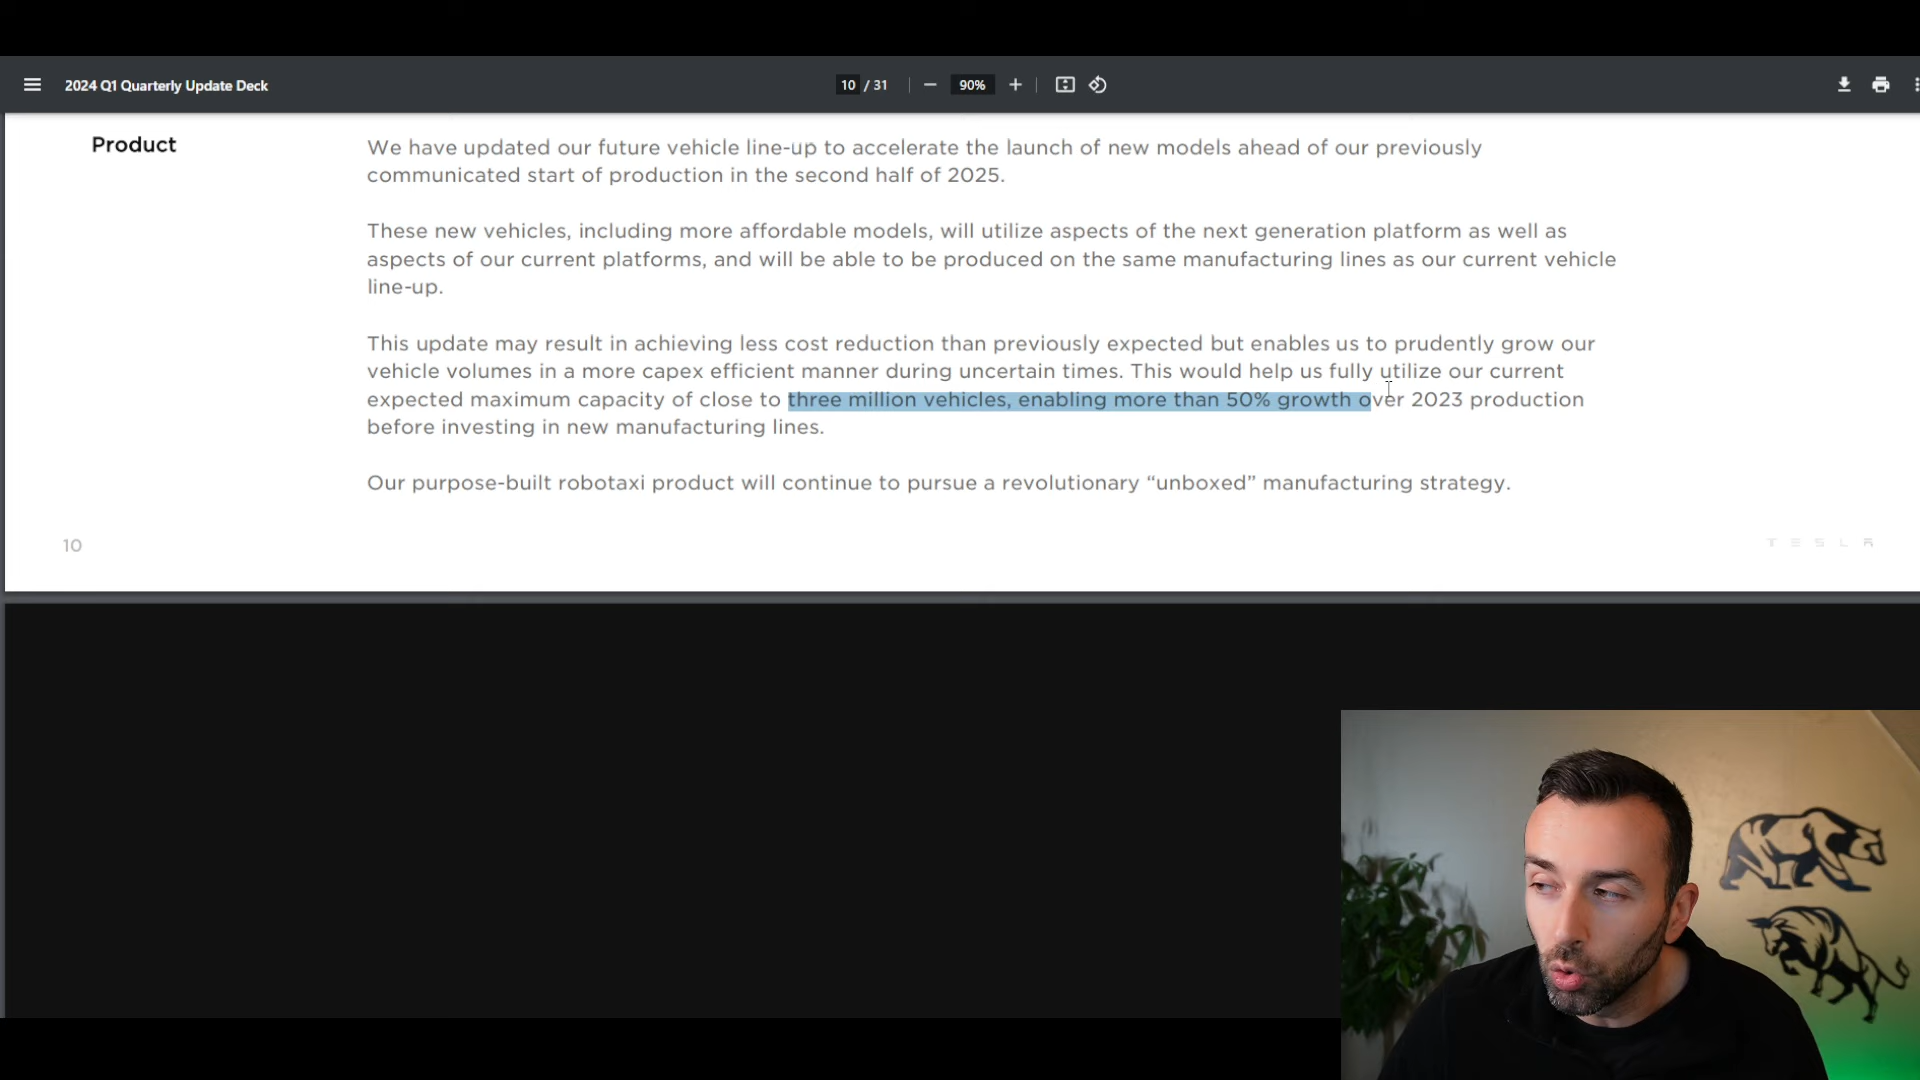 2024 Q1 Quarterly Update Deck
10 / 31
90%
Product
We have updated our future vehicle line-up to accelerate the launch of new models ahead of our previously
communicated start of production in the second half of 2025.
These new vehicles, including more affordable models, will utilize aspects of the next generation platform as well as
aspects of our current platforms, and will be able to be produced on the same manufacturing lines as our current vehicle
line-up.
This update may result in achieving less cost reduction than previously expected but enables us to prudently grow our
vehicle volumes in a more capex efficient manner during uncertain times. This would help us fully utilize our current
expected maximum capacity of close to three million vehicles, enabling more than 50% growth over 2023 production
before investing in new manufacturing lines.
Our purpose-built robotaxi product will continue to pursue a revolutionary “unboxed” manufacturing strategy.
10
TESLA